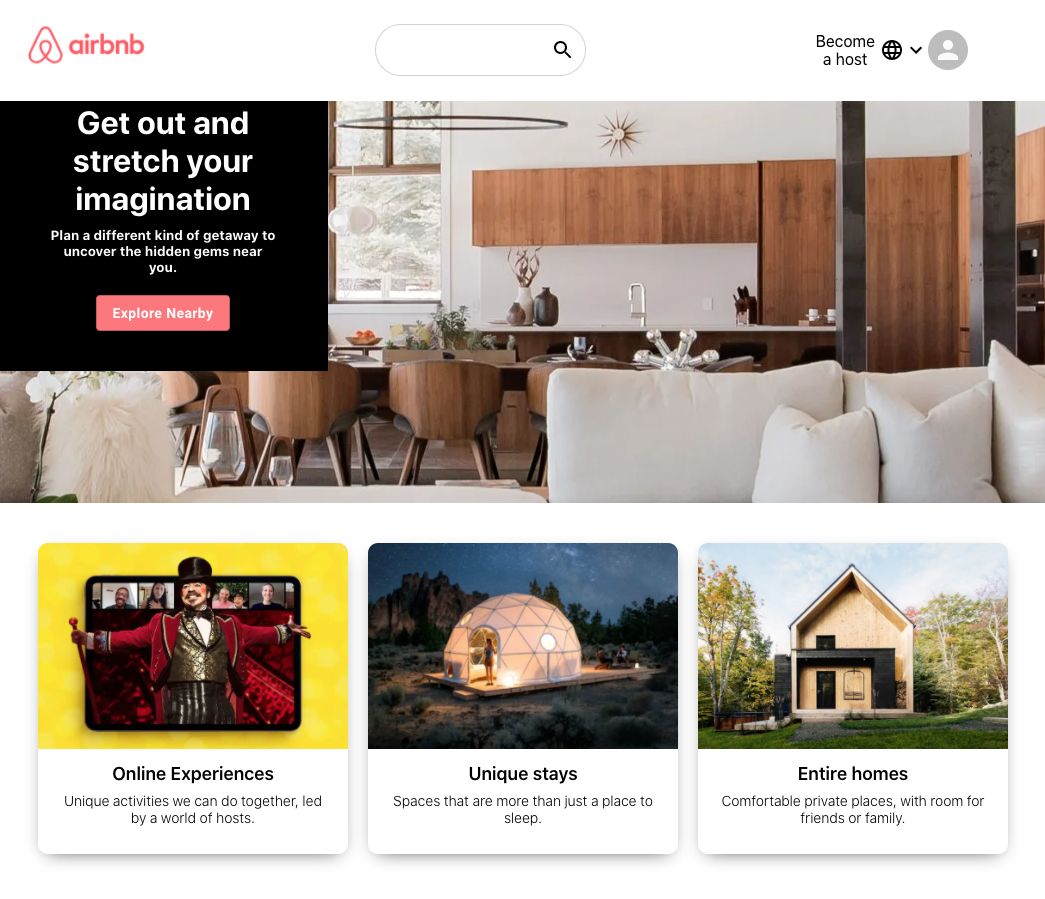 airbnb
Become
a host
Get out and
stretch your
imagination
Plan a different kind of getaway to
uncover the hidden gems near
you.
Explore Nearby
Online Experiences
Unique activities we can do together, led
by a world of hosts.
Unique stays
Spaces that are more than just a place to
sleep.
Entire homes
Comfortable private places, with room for
friends or family.